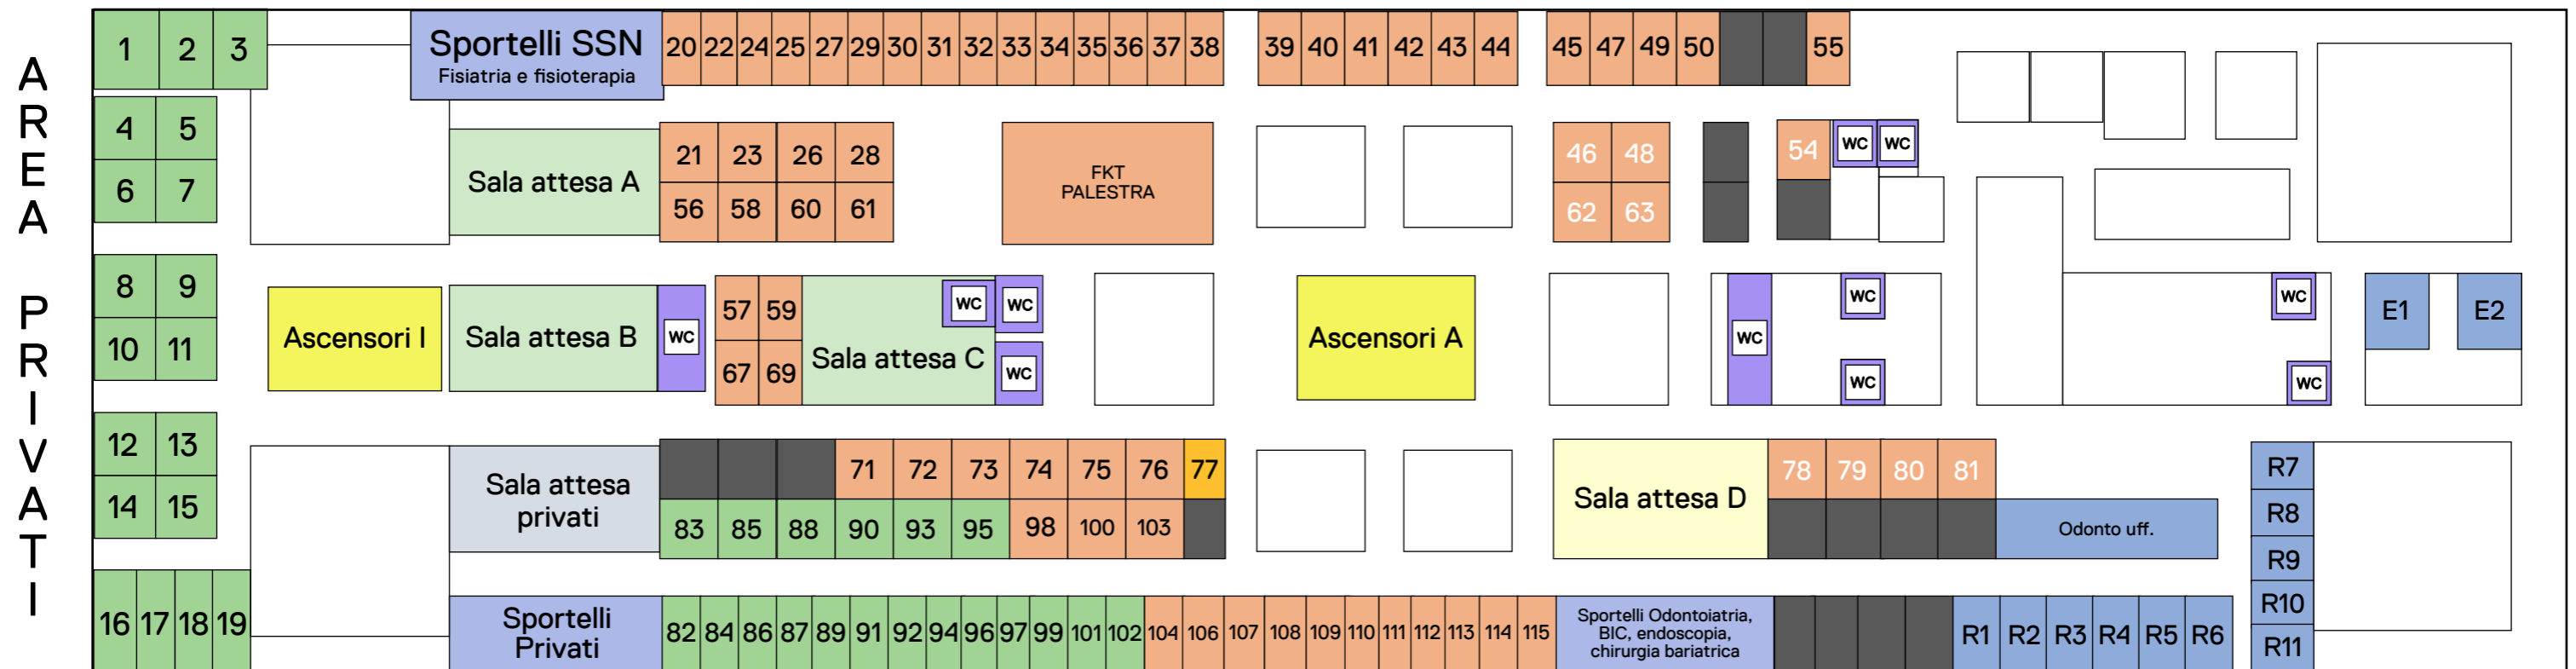 AREA PRIVATI
1 2 3
Sportelli SSN
Fisiatria e fisioterapia
20 22 24 25 27 29 30 31 32 33 34 35 36 37 38
39 40 41 42 43 44
45 47 49 50 55
4 5
6 7
Sala attesa A
21 23 26 28
56 58 60 61
FKT
PALESTRA
46 48
62 63
54 WC WC
8 9
10 11
Ascensori I
Sala attesa B
WC
57 59
67 69
Sala attesa C
WC WC
WC
Ascensori A
WC
WC
WC
WC
WC
E1 E2
12 13
14 15
Sala attesa
privati
71 72 73 74 75 76 77
83 85 88 90 93 95 98 100 103
Sala attesa D
78 79 80 81
Odonto uff.
R7
R8
R9
R10
R11
16 17 18 19
Sportelli
Privati
82 84 86 87 89 91 92 94 96 97 99 101 102 104 106 107 108 109 110 111 112 113 114 115
Sportelli Odontoiatria,
BIC, endoscopia,
chirurgia bariatrica
R1 R2 R3 R4 R5 R6